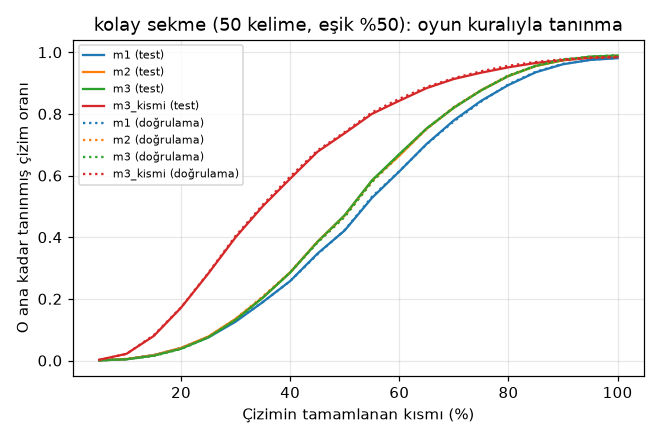 kolay sekme (50 kelime, eşik %50): oyun kuralıyla tanınma
O ana kadar tanınmış çizim oranı
1.0
0.8
0.6
0.4
0.2
0.0
m1 (test)
m2 (test)
m3 (test)
m3_kismi (test)
m1 (doğrulama)
m2 (doğrulama)
m3 (doğrulama)
m3_kismi (doğrulama)
20 40 60 80 100
Çizimin tamamlanan kısmı (%)